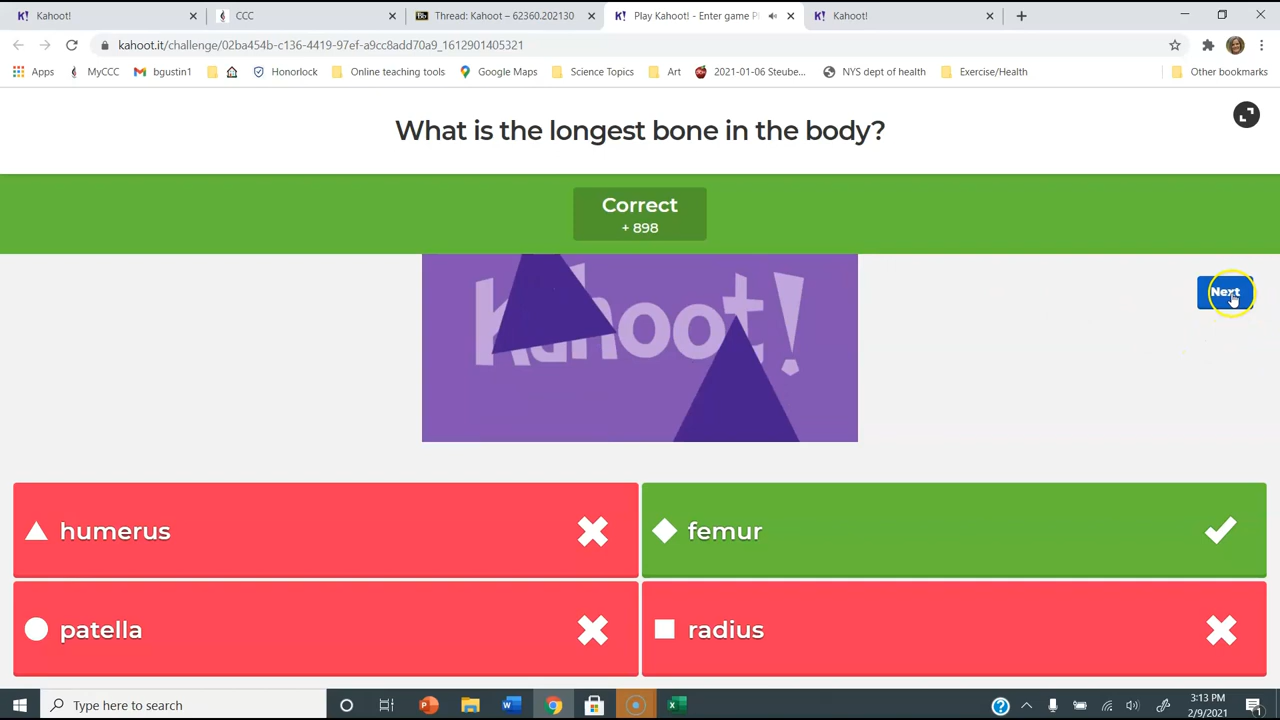 Kahoot!
CCC
Thread: Kahoot – 62360.202130
Play Kahoot! - Enter game P
Kahoot!
kahoot.it/challenge/02ba454b-c136-4419-97ef-a9cc8add70a9_1612901405321
Apps
MyCCC
bgustin1
Honorlock
Online teaching tools
Google Maps
Science Topics
Art
2021-01-06 Steube...
NYS dept of health
Exercise/Health
Other bookmarks
What is the longest bone in the body?
Correct
+ 898
Next
Kahoot!
humerus
femur
patella
radius
Type here to search
3:13 PM
2/9/2021